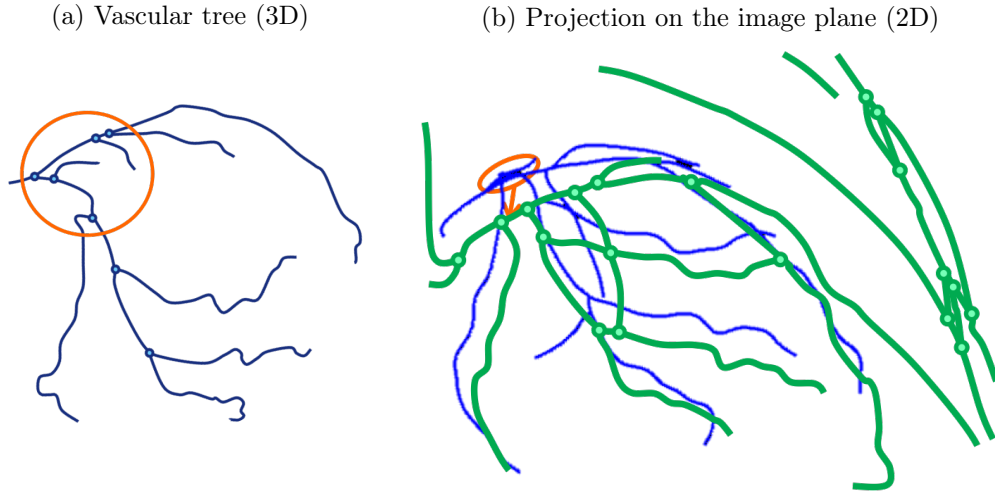 (a) Vascular tree (3D)
(b) Projection on the image plane (2D)